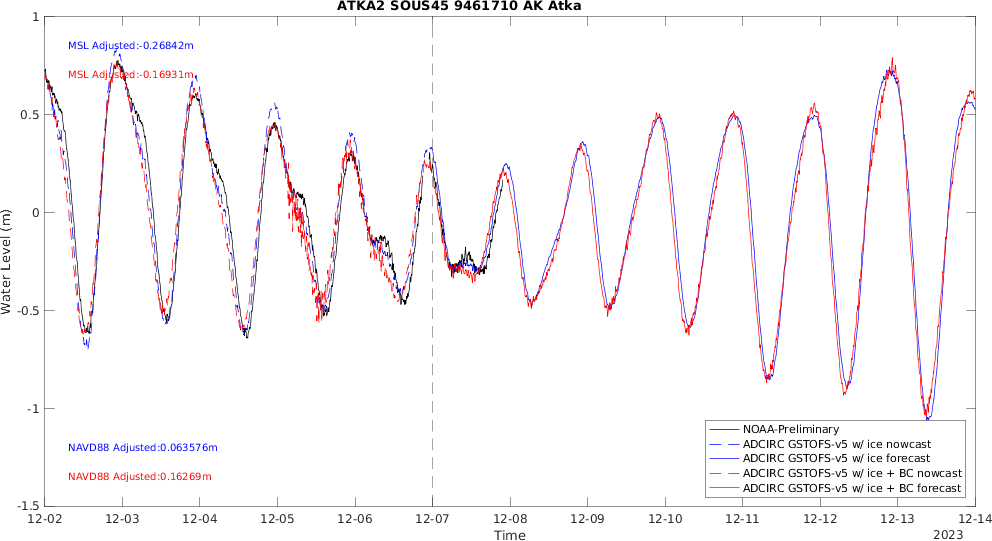 ATKA2 SOUS45 9461710 AK Atka
1
MSL Adjusted:-0.26842m
MSL Adjusted:-0.16931m
0.5
0
Water Level (m)
-0.5
-1
NAVD88 Adjusted:0.063576m
NAVD88 Adjusted:0.16269m
NOAA-Preliminary
ADCIRC GSTOFS-v5 w/ ice nowcast
ADCIRC GSTOFS-v5 w/ ice forecast
ADCIRC GSTOFS-v5 w/ ice + BC nowcast
ADCIRC GSTOFS-v5 w/ ice + BC forecast
-1.5
12-02 12-03 12-04 12-05 12-06 12-07 12-08 12-09 12-10 12-11 12-12 12-13 12-14
Time
2023